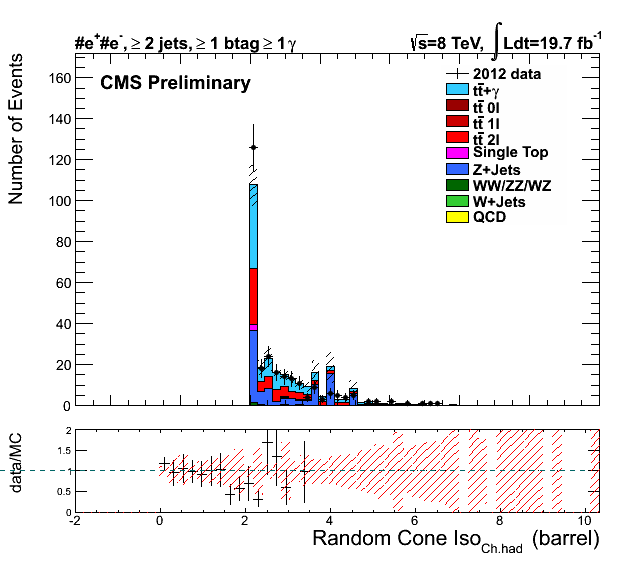 #e⁺#e⁻, ≥ 2 jets, ≥ 1 btag ≥ 1 γ
√s=8 TeV, ∫ Ldt=19.7 fb⁻¹
CMS Preliminary
Number of Events
160
140
120
100
80
60
40
20
0
2012 data
tt̄+γ
tt̄ 0l
tt̄ 1l
tt̄ 2l
Single Top
Z+Jets
WW/ZZ/WZ
W+Jets
QCD
data/MC
2
1.5
1
0.5
0
-2 0 2 4 6 8 10
Random Cone Iso_Ch.had (barrel)